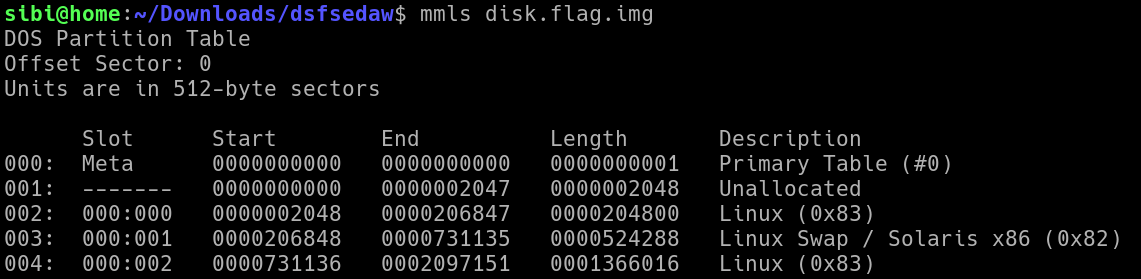 sibi@home:~/Downloads/dsfsedaw$ mmls disk.flag.img
DOS Partition Table
Offset Sector: 0
Units are in 512-byte sectors

      Slot      Start        End          Length       Description
000:  Meta      0000000000   0000000000   0000000001   Primary Table (#0)
001:  -------   0000000000   0000002047   0000002048   Unallocated
002:  000:000   0000002048   0000206847   0000204800   Linux (0x83)
003:  000:001   0000206848   0000731135   0000524288   Linux Swap / Solaris x86 (0x82)
004:  000:002   0000731136   0002097151   0001366016   Linux (0x83)